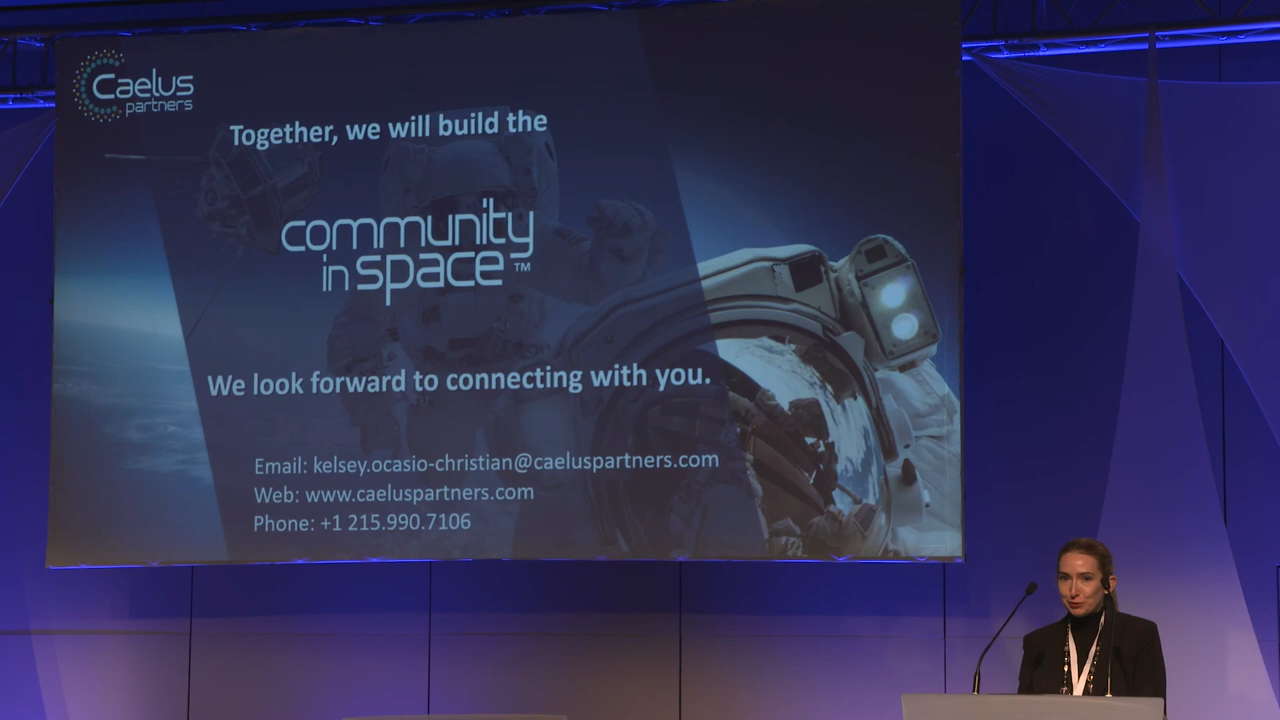 Caelus
partners
Together, we will build the
community
in space™
We look forward to connecting with you.
Email: kelsey.ocasio-christian@caeluspartners.com
Web: www.caeluspartners.com
Phone: +1 215.990.7106